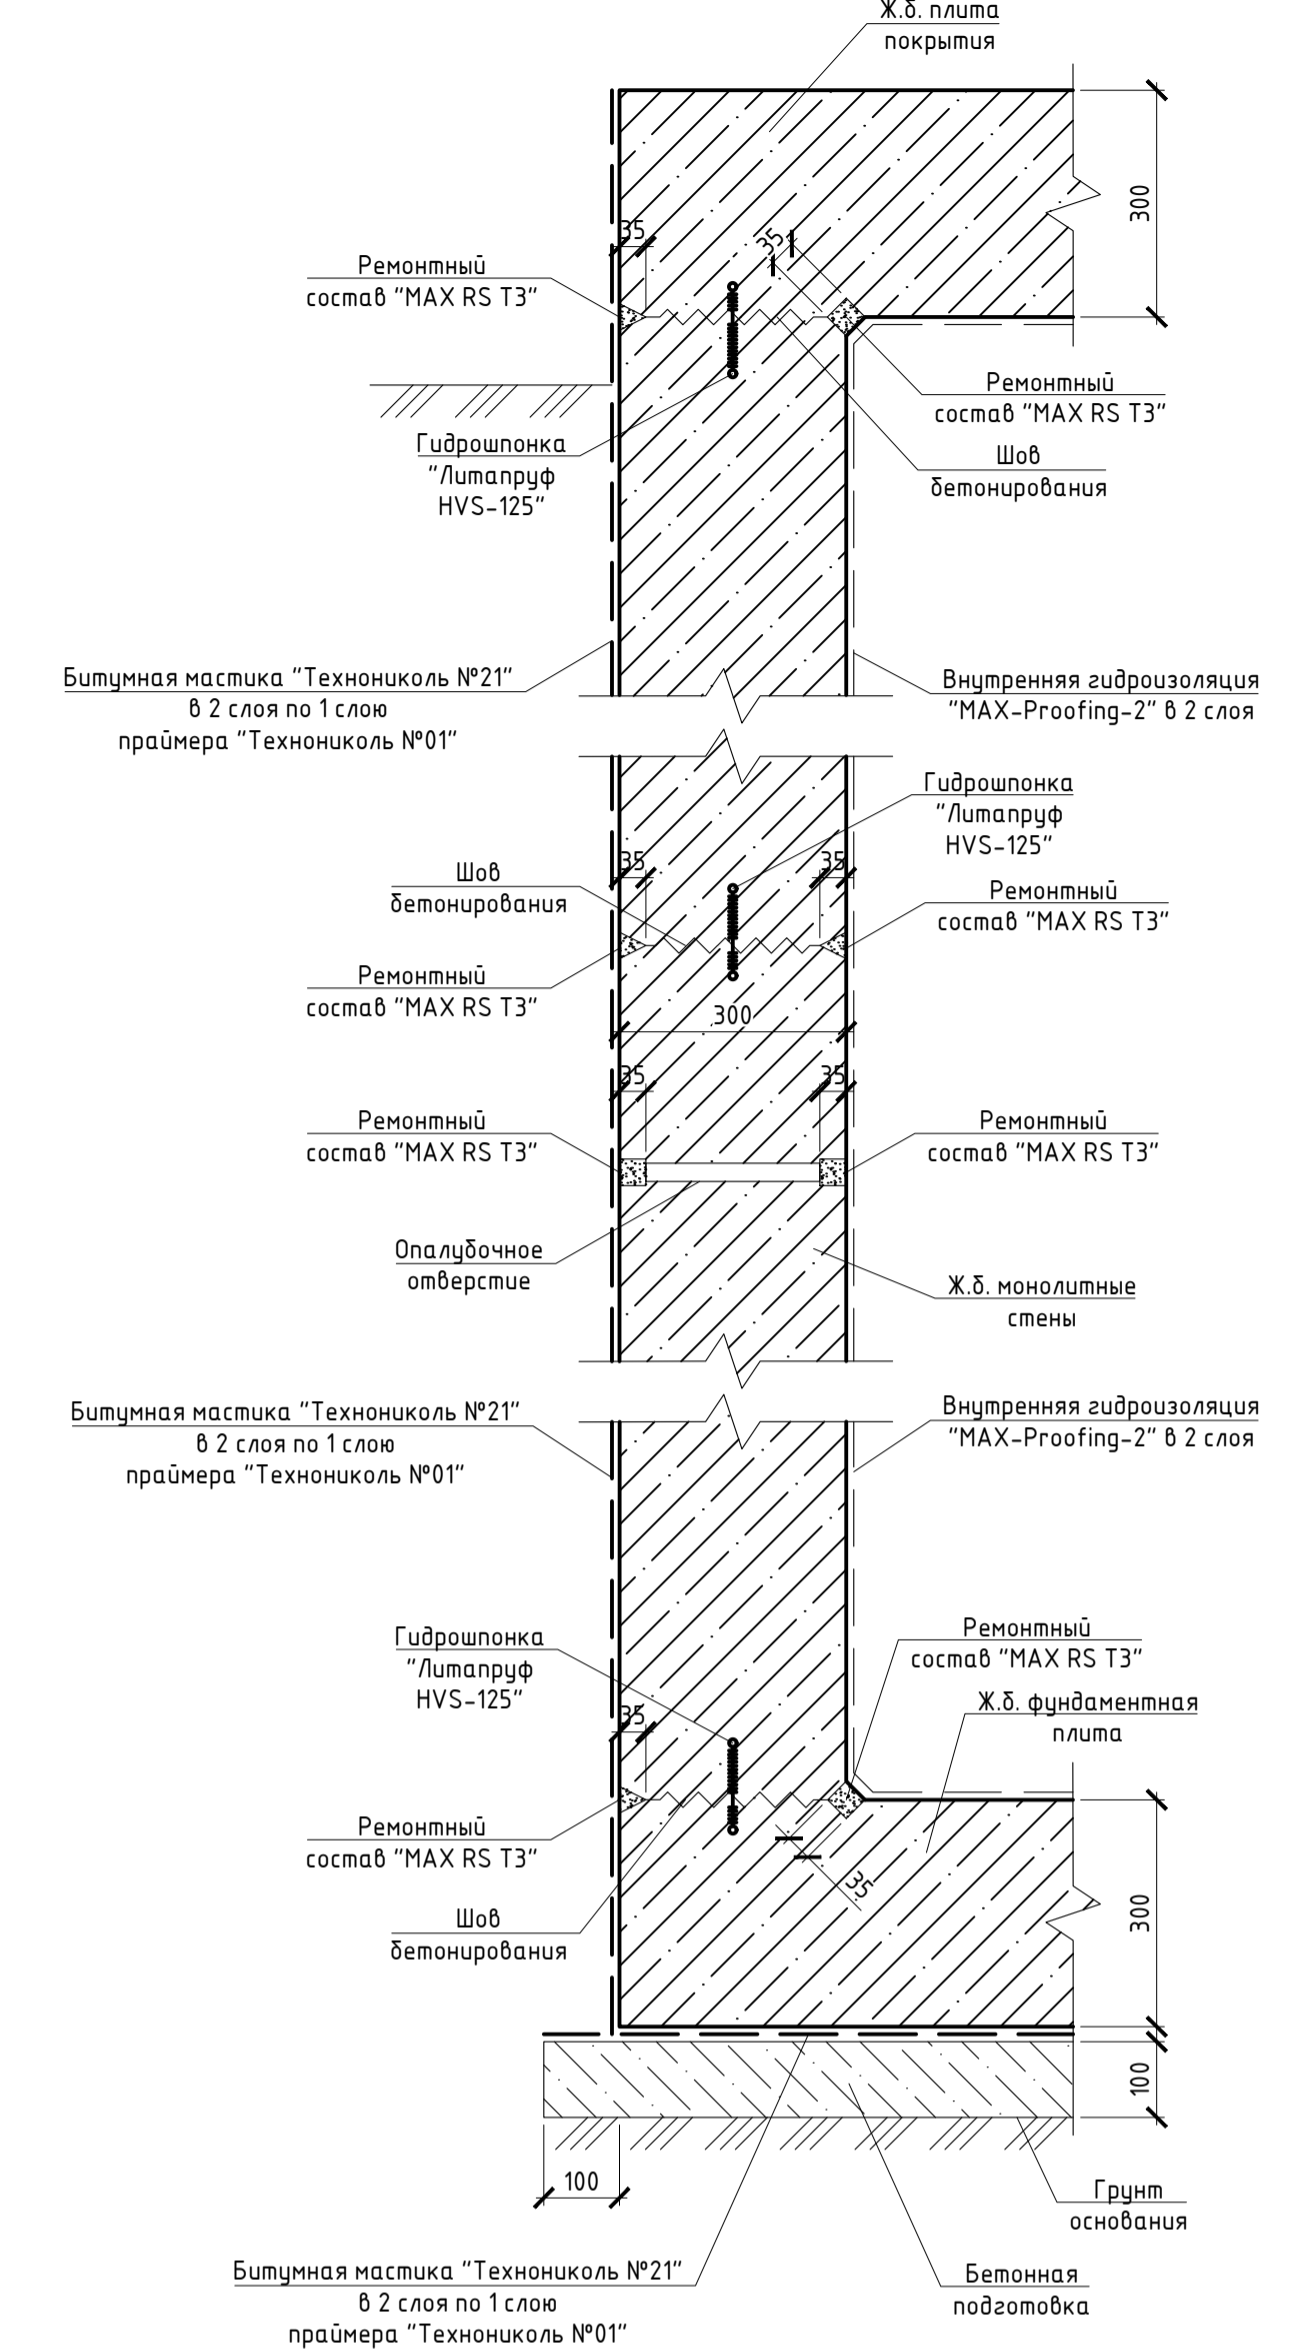 Ж.б. плита
покрытия
300
35
35
Ремонтный
состав "MAX RS T3"
Ремонтный
состав "MAX RS T3"
Гидрошпонка
"Литапруф
HVS-125"
Шов
бетонирования
Битумная мастика "Технониколь №21"
в 2 слоя по 1 слою
праймера "Технониколь №01"
Внутренняя гидроизоляция
"MAX-Proofing-2" в 2 слоя
Гидрошпонка
"Литапруф
HVS-125"
35
35
Шов
бетонирования
Ремонтный
состав "MAX RS T3"
Ремонтный
состав "MAX RS T3"
300
35
35
Ремонтный
состав "MAX RS T3"
Ремонтный
состав "MAX RS T3"
Опалубочное
отверстие
Ж.б. монолитные
стены
Битумная мастика "Технониколь №21"
в 2 слоя по 1 слою
праймера "Технониколь №01"
Внутренняя гидроизоляция
"MAX-Proofing-2" в 2 слоя
Гидрошпонка
"Литапруф
HVS-125"
Ремонтный
состав "MAX RS T3"
Ж.б. фундаментная
плита
35
Ремонтный
состав "MAX RS T3"
35
Шов
бетонирования
300
100
100
Грунт
основания
Битумная мастика "Технониколь №21"
в 2 слоя по 1 слою
праймера "Технониколь №01"
Бетонная
подготовка